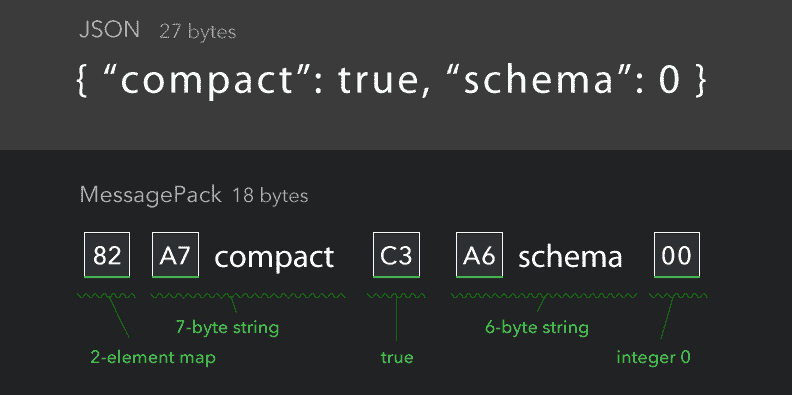 JSON 27 bytes
{ “compact”: true, “schema”: 0 }
MessagePack 18 bytes
82 A7 compact C3 A6 schema 00
7-byte string 6-byte string
2-element map true integer 0